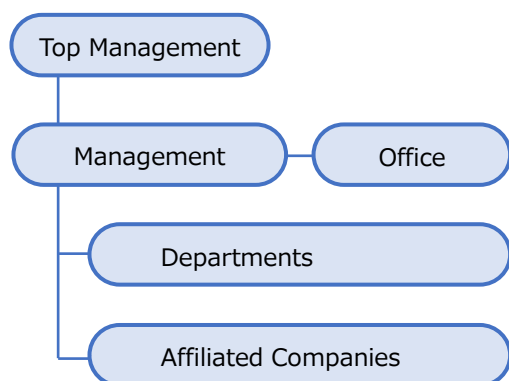 Top Management
Management
Office
Departments
Affiliated Companies